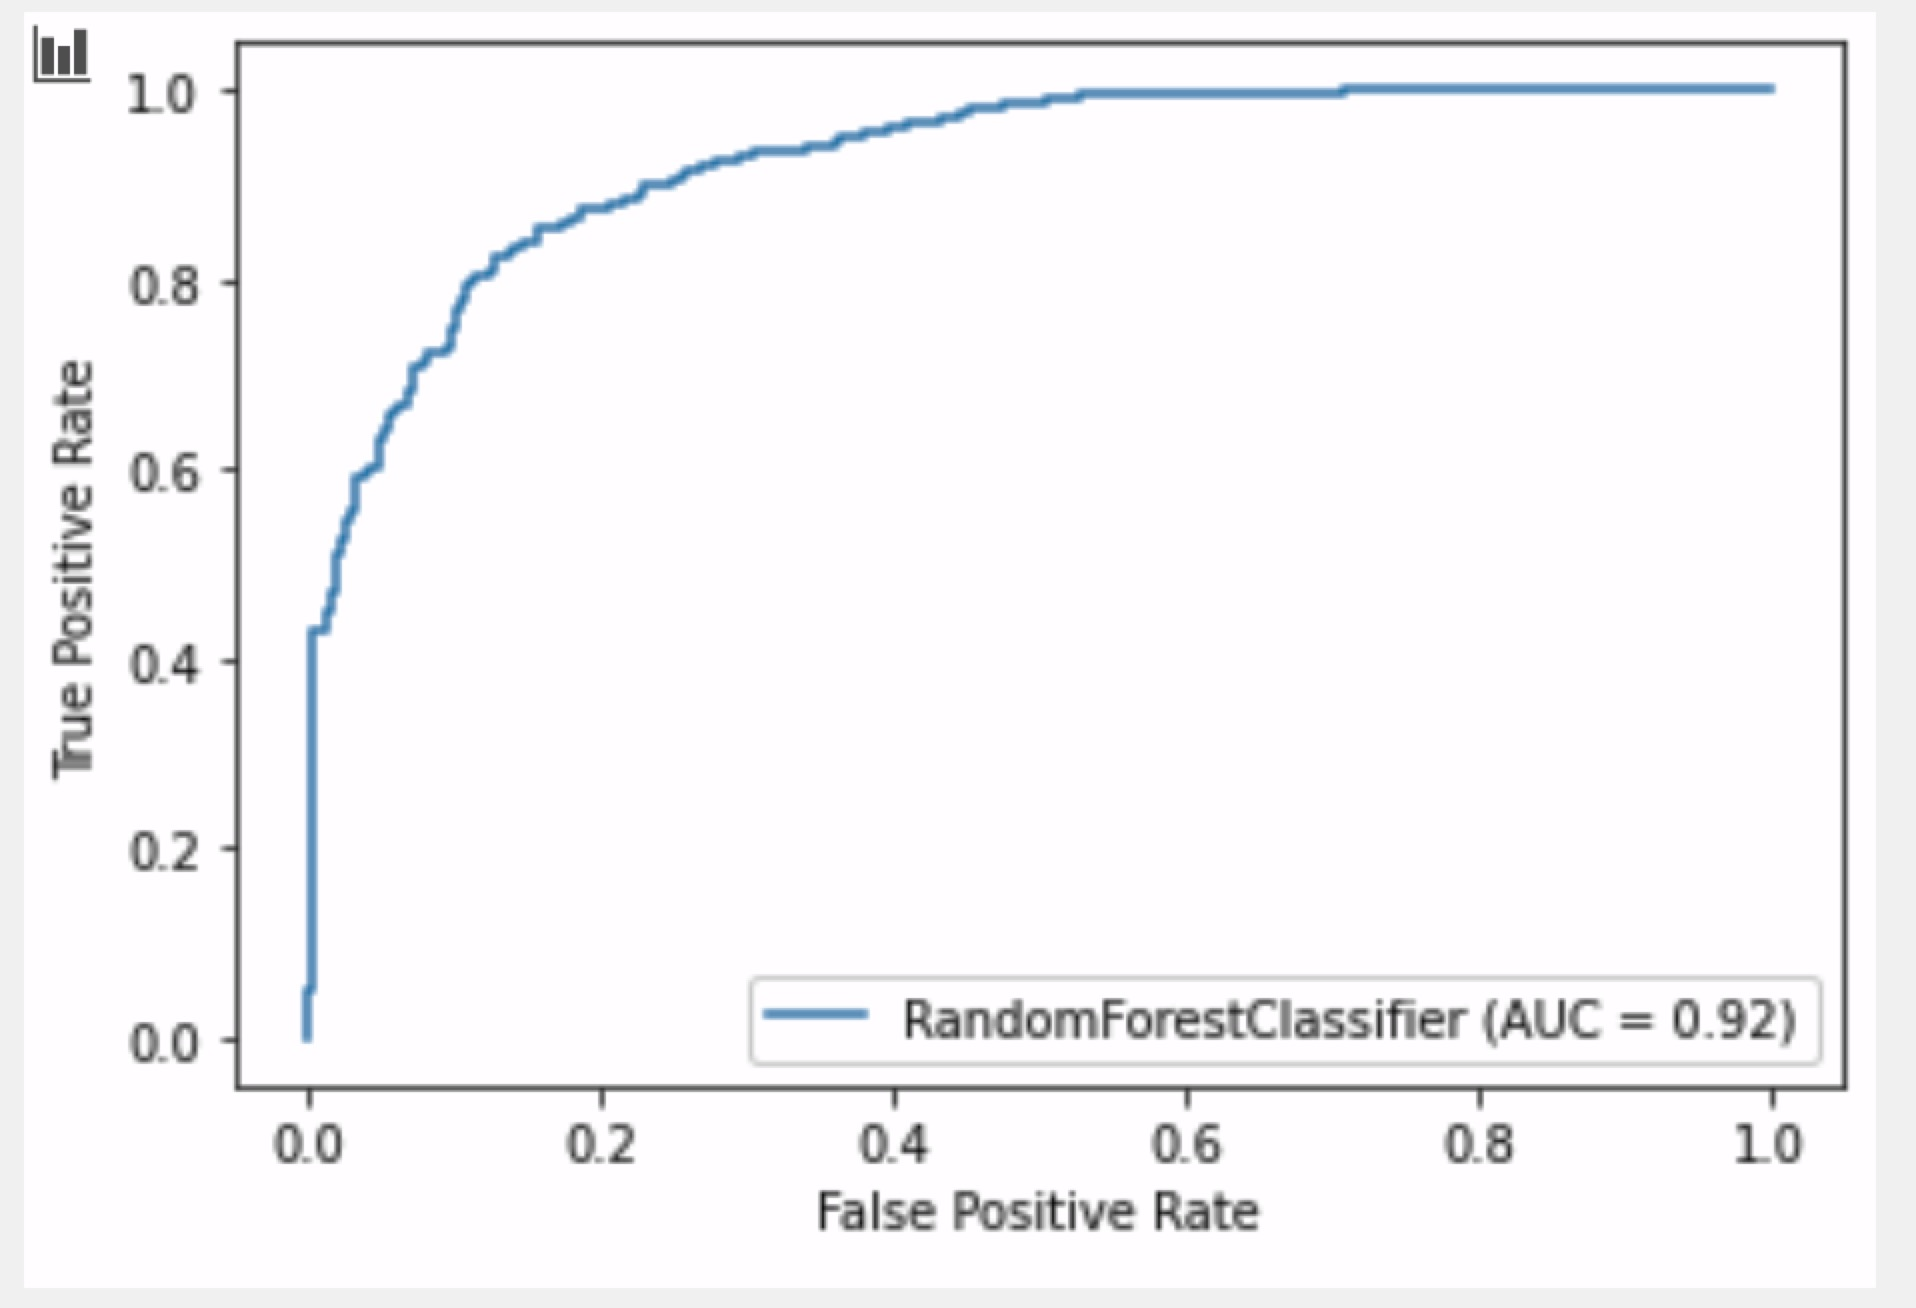 1.0
0.8
0.6
0.4
0.2
0.0
True Positive Rate
RandomForestClassifier (AUC = 0.92)
0.0 0.2 0.4 0.6 0.8 1.0
False Positive Rate